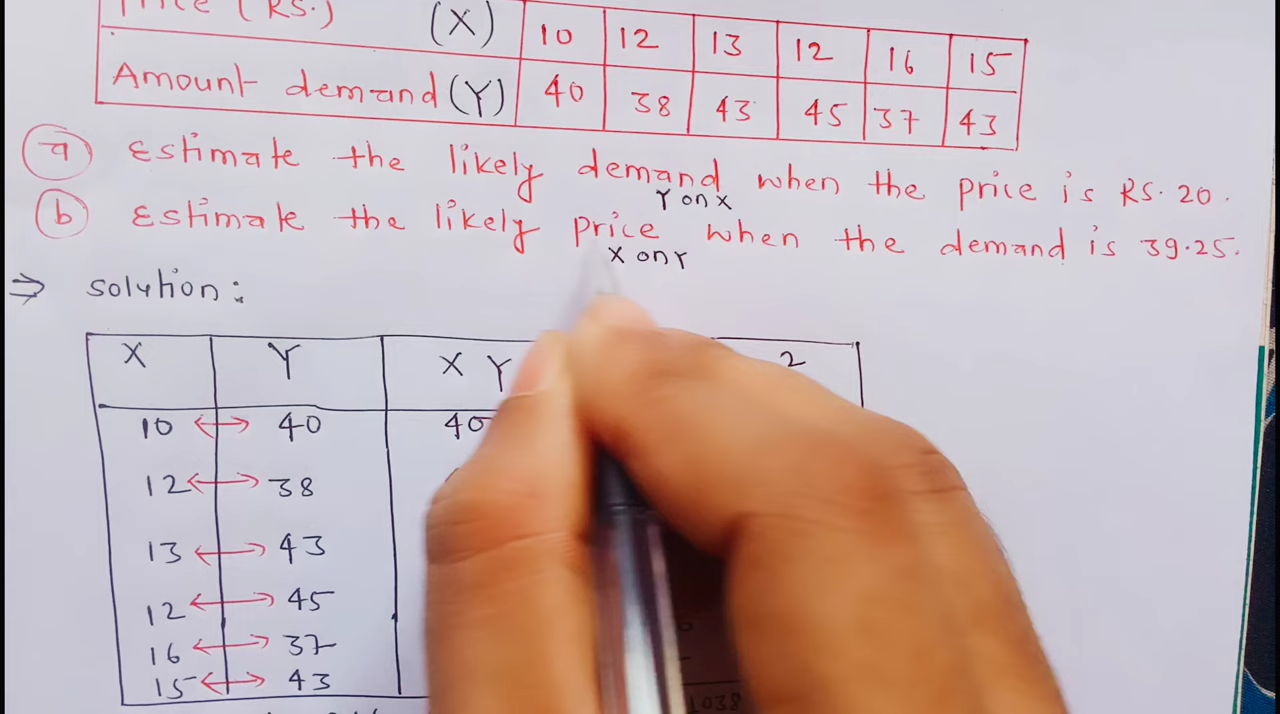 Price (RS.) (X) 10 12 13 12 16 15
Amount demand (Y) 40 38 43 45 37 43
a Estimate the likely demand when the price is RS. 20.
Y on X
b Estimate the likely price when the demand is 39.25.
X on Y
⇒ solution:
X Y X Y 2
10 ↔ 40 40
12 ↔ 38
13 ↔ 43
12 ↔ 45
16 ↔ 37
15 ↔ 43
1038